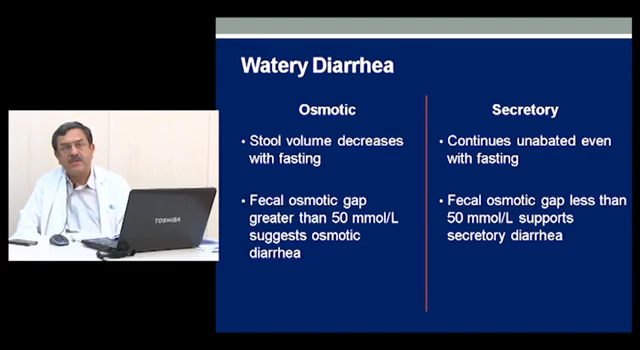 Watery Diarrhea
Osmotic
• Stool volume decreases
with fasting
• Fecal osmotic gap
greater than 50 mmol/L
suggests osmotic
diarrhea
Secretory
• Continues unabated even
with fasting
• Fecal osmotic gap less than
50 mmol/L supports
secretory diarrhea
TOSHIBA